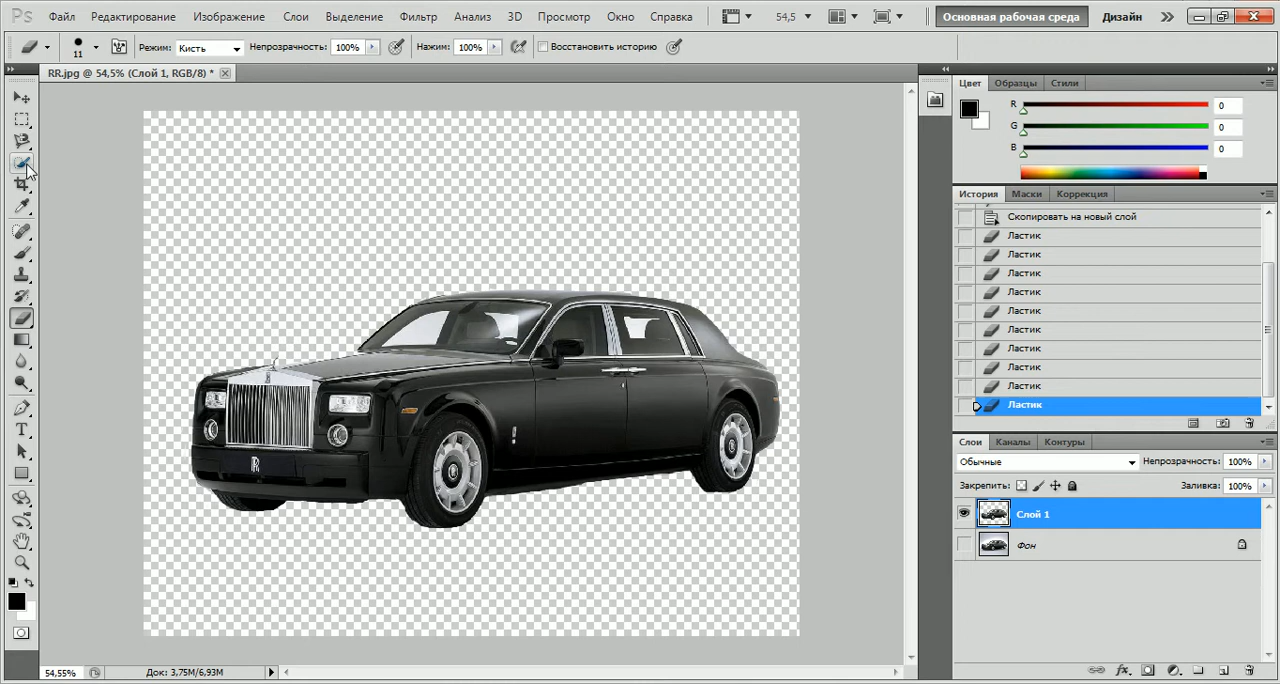 Ps Файл Редактирование Изображение Слои Выделение Фильтр Анализ 3D Просмотр Окно Справка 54,5 Основная рабочая среда Дизайн
11 Режим: Кисть Непрозрачность: 100% Нажим: 100% Восстановить историю
RR.jpg @ 54,5% (Слой 1, RGB/8) *
Цвет Образцы Стили
R 0
G 0
B 0
История Маски Коррекция
Скопировать на новый слой
Ластик
Ластик
Ластик
Ластик
Ластик
Ластик
Ластик
Ластик
Ластик
Ластик
Слои Каналы Контуры
Обычные Непрозрачность: 100%
Закрепить: Заливка: 100%
Слой 1
Фон
54,55% Док: 3,75M/6,93M